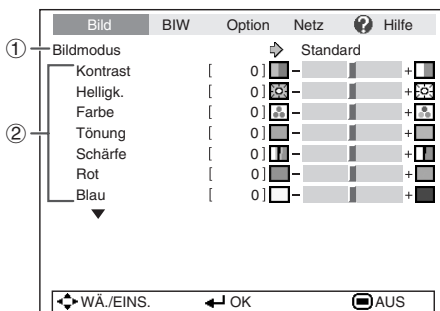 Bild BIW Option Netz ? Hilfe
① Bildmodus Standard
② Kontrast [ 0 ] – +
Helligk. [ 0 ] – +
Farbe [ 0 ] – +
Tönung [ 0 ] – +
Schärfe [ 0 ] – +
Rot [ 0 ] – +
Blau [ 0 ] – +
WÄ./EINS. OK AUS